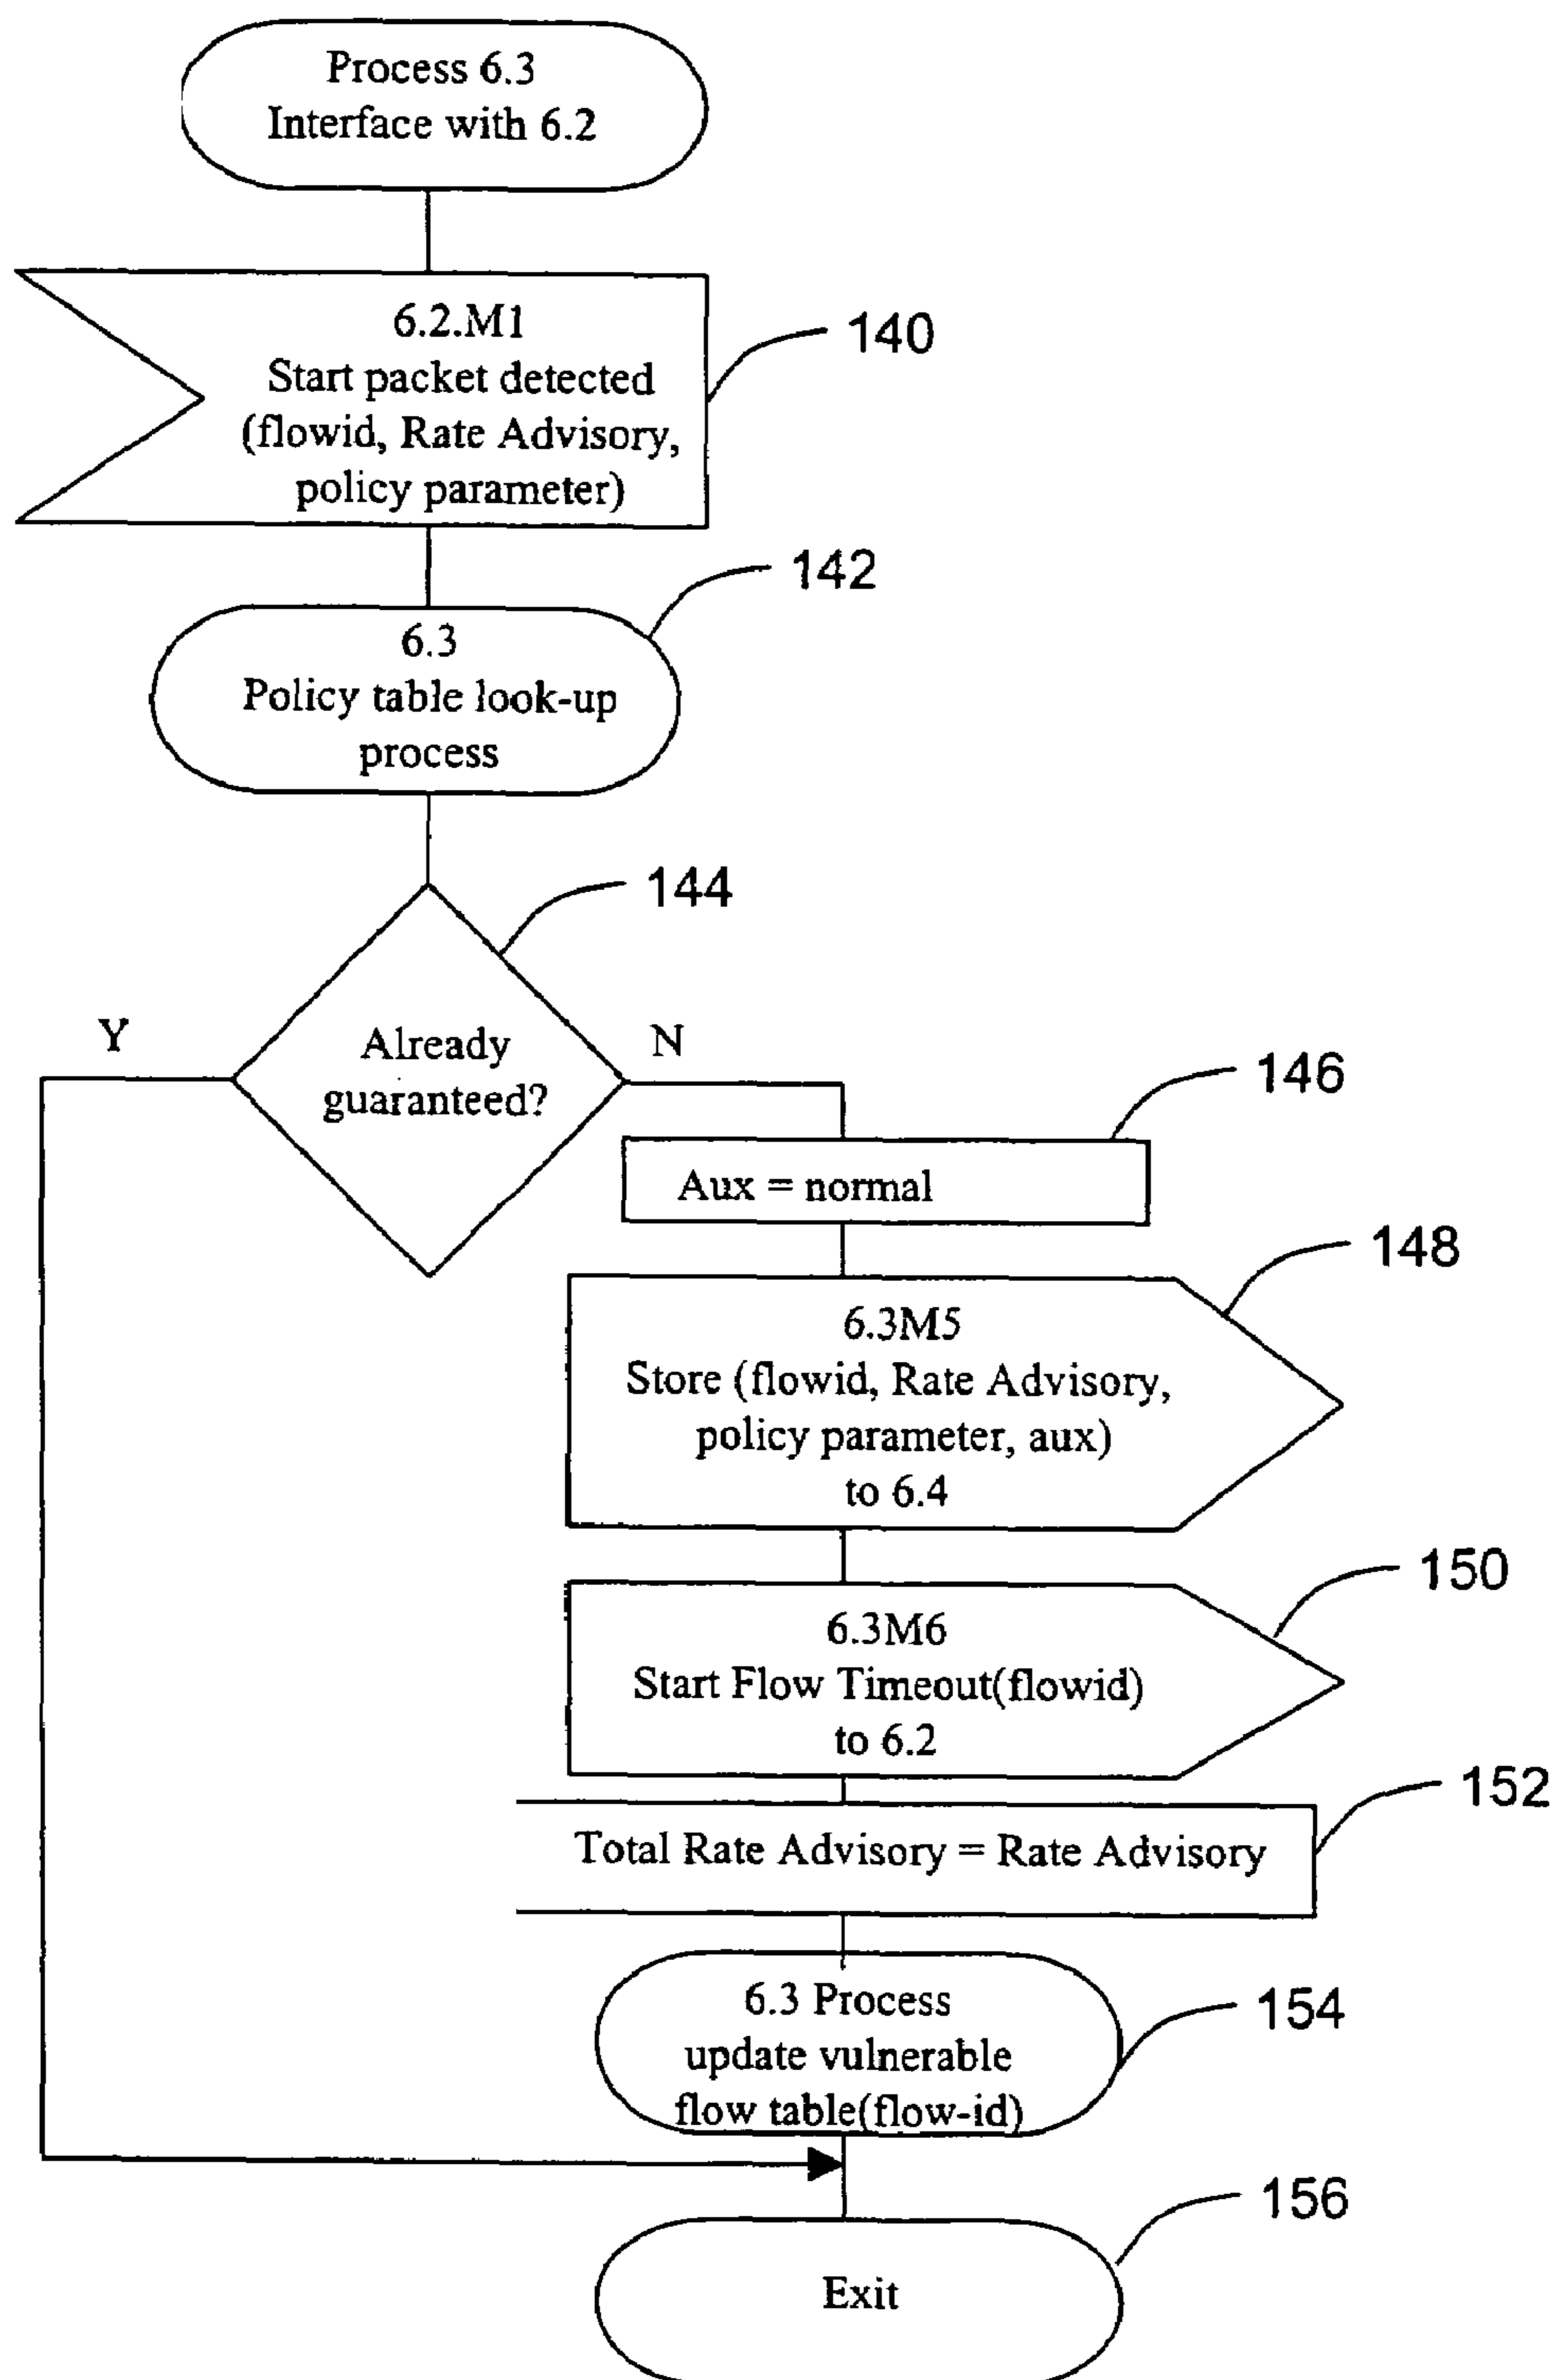 Process 6.3
Interface with 6.2
6.2.M1
Start packet detected
(flowid, Rate Advisory,
policy parameter)
140
142
6.3
Policy table look-up
process
144
Y
N
Already
guaranteed?
146
Aux = normal
148
6.3M5
Store (flowid, Rate Advisory,
policy parameter, aux)
to 6.4
150
6.3M6
Start Flow Timeout(flowid)
to 6.2
152
Total Rate Advisory = Rate Advisory
6.3 Process
update vulnerable
flow table(flow-id)
154
156
Exit